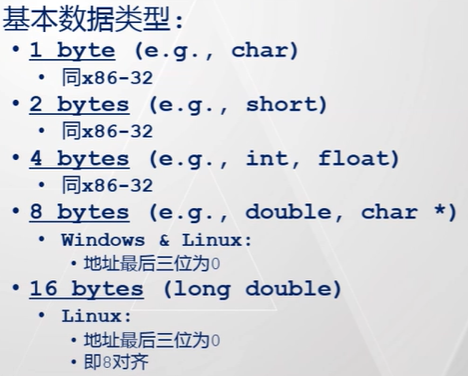 基本数据类型:
• 1 byte (e.g., char)
• 同x86-32
• 2 bytes (e.g., short)
• 同x86-32
• 4 bytes (e.g., int, float)
• 同x86-32
• 8 bytes (e.g., double, char *)
• Windows & Linux:
• 地址最后三位为0
• 16 bytes (long double)
• Linux:
• 地址最后三位为0
• 即8对齐